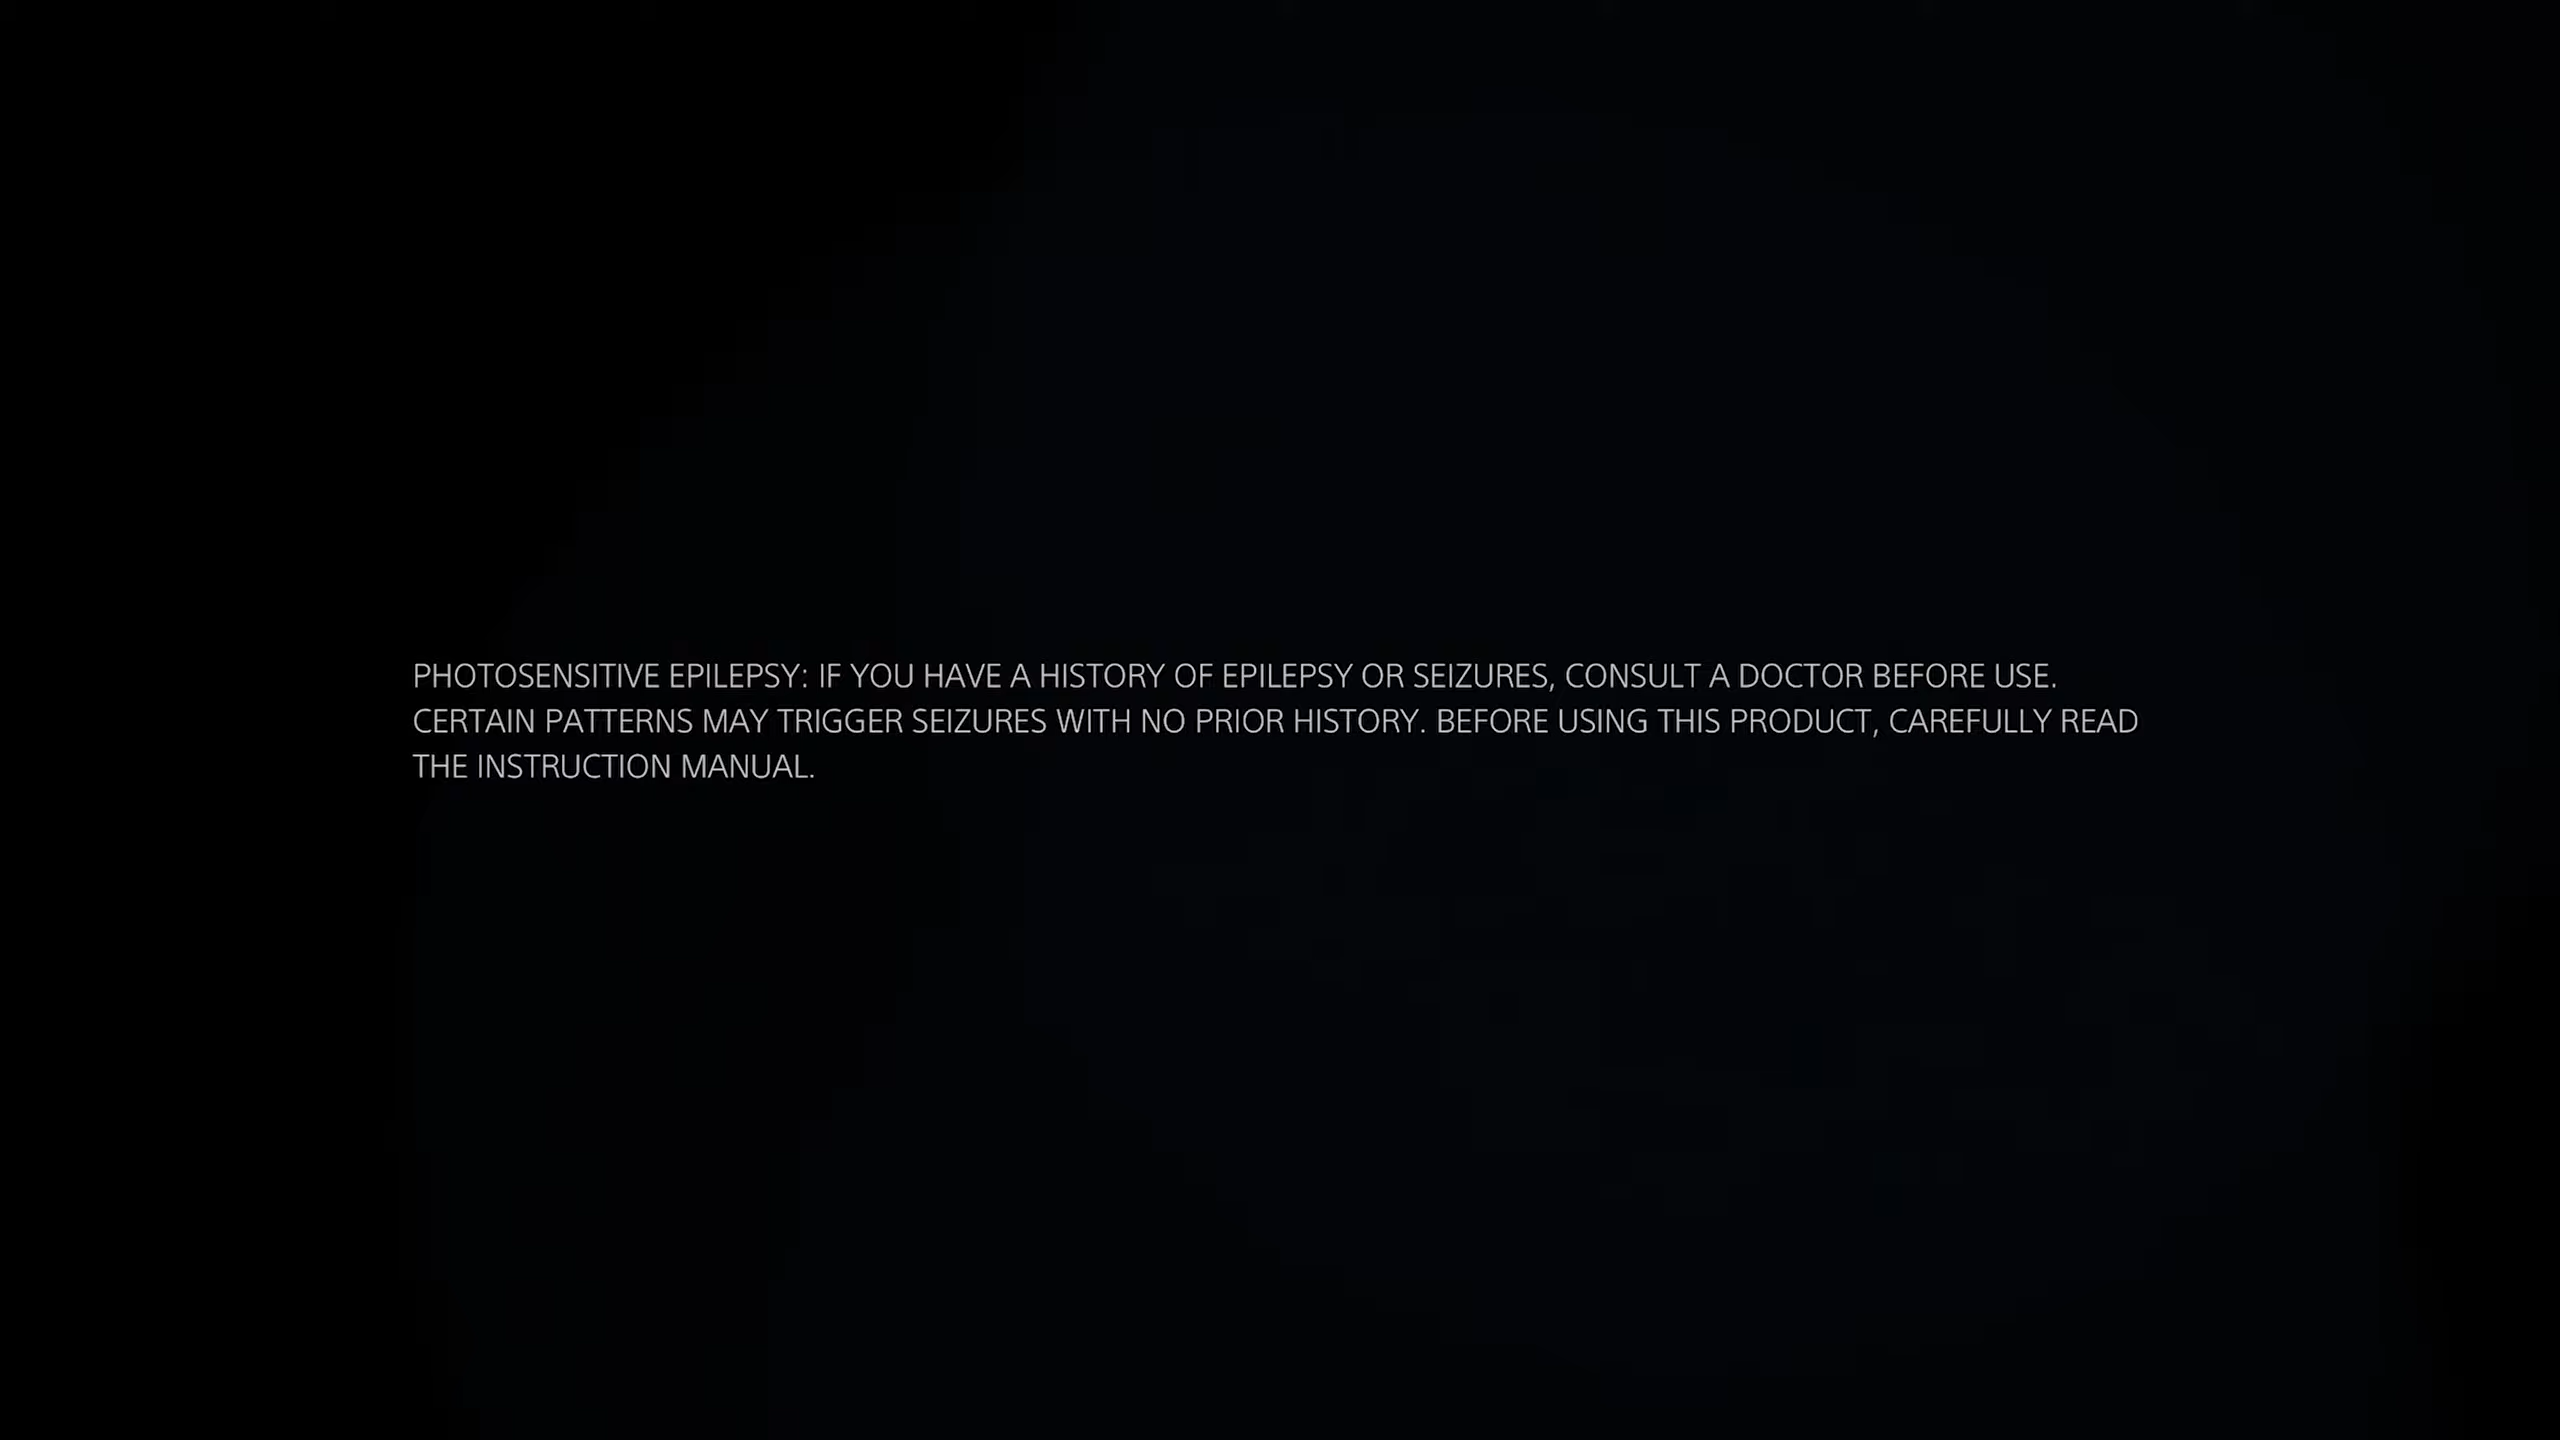 PHOTOSENSITIVE EPILEPSY: IF YOU HAVE A HISTORY OF EPILEPSY OR SEIZURES, CONSULT A DOCTOR BEFORE USE.
CERTAIN PATTERNS MAY TRIGGER SEIZURES WITH NO PRIOR HISTORY. BEFORE USING THIS PRODUCT, CAREFULLY READ
THE INSTRUCTION MANUAL.